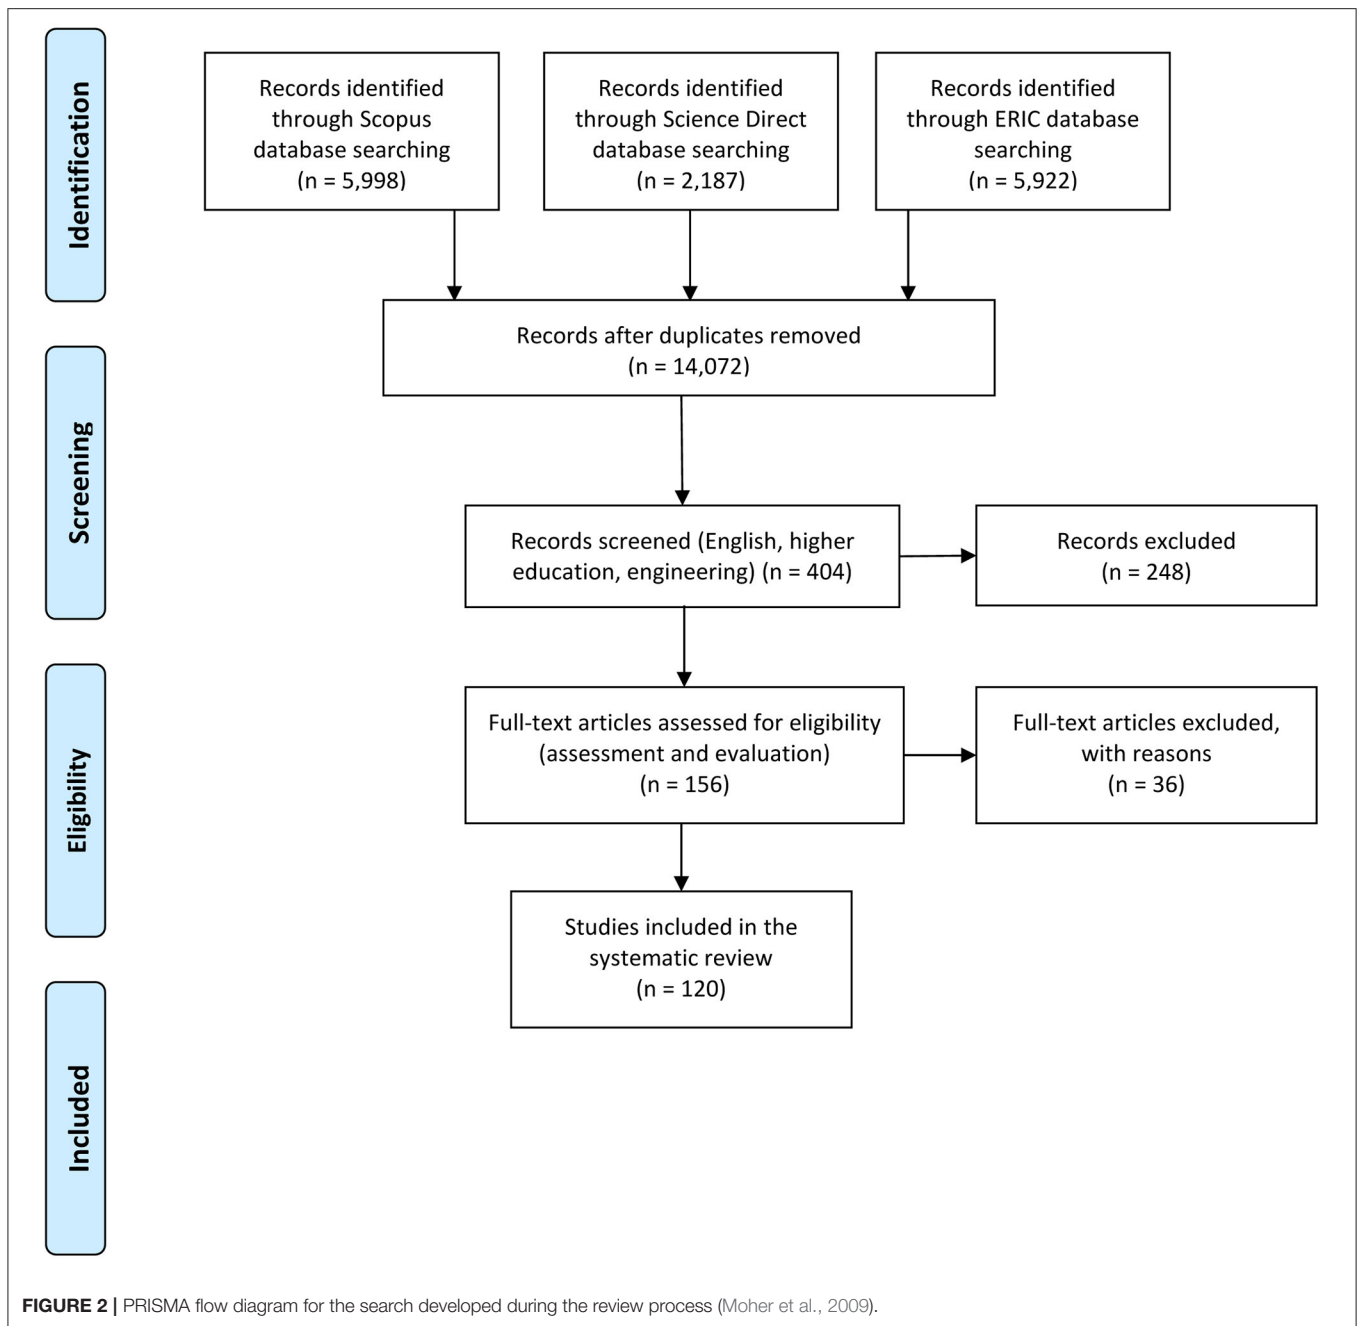 Identification
Records identified
through Scopus
database searching
(n = 5,998)
Records identified
through Science Direct
database searching
(n = 2,187)
Records identified
through ERIC database
searching
(n = 5,922)
Records after duplicates removed
(n = 14,072)
Screening
Records screened (English, higher
education, engineering) (n = 404)
Records excluded
(n = 248)
Eligibility
Full-text articles assessed for eligibility
(assessment and evaluation)
(n = 156)
Full-text articles excluded,
with reasons
(n = 36)
Studies included in the
systematic review
(n = 120)
Included
FIGURE 2 | PRISMA flow diagram for the search developed during the review process (Moher et al., 2009).